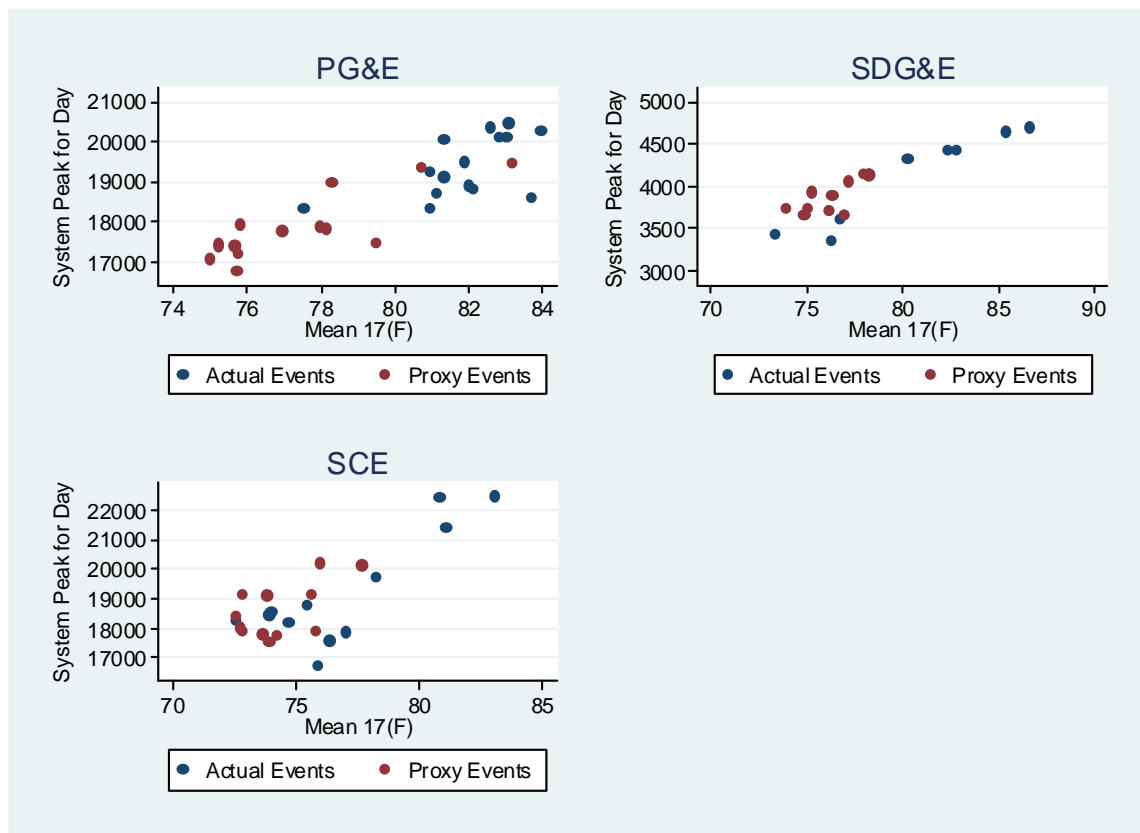 PG&E
System Peak for Day
21000
20000
19000
18000
17000
74 76 78 80 82 84
Mean 17(F)
Actual Events Proxy Events
SDG&E
System Peak for Day
5000
4500
4000
3500
3000
70 75 80 85 90
Mean 17(F)
Actual Events Proxy Events
SCE
System Peak for Day
22000
21000
20000
19000
18000
17000
70 75 80 85
Mean 17(F)
Actual Events Proxy Events